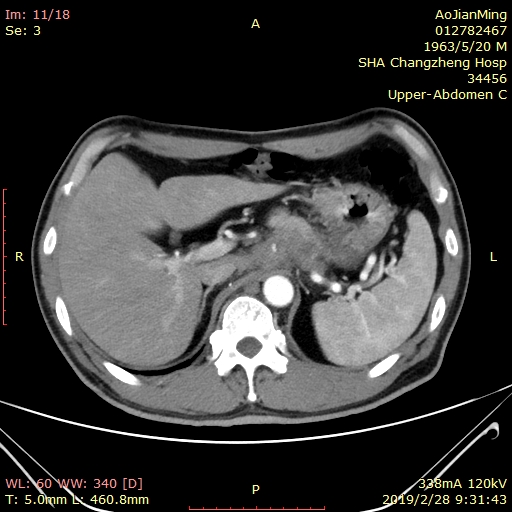 Im: 11/18
Se: 3
A
AoJianMing
012782467
1963/5/20 M
SHA Changzheng Hosp
34456
Upper-Abdomen C
R
L
WL: 60 WW: 340 [D]
T: 5.0mm L: 460.8mm
P
338mA 120kV
2019/2/28 9:31:43